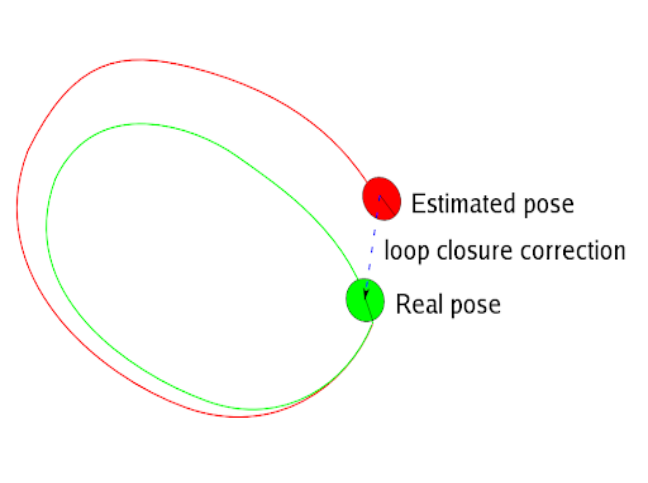 Estimated pose
loop closure correction
Real pose